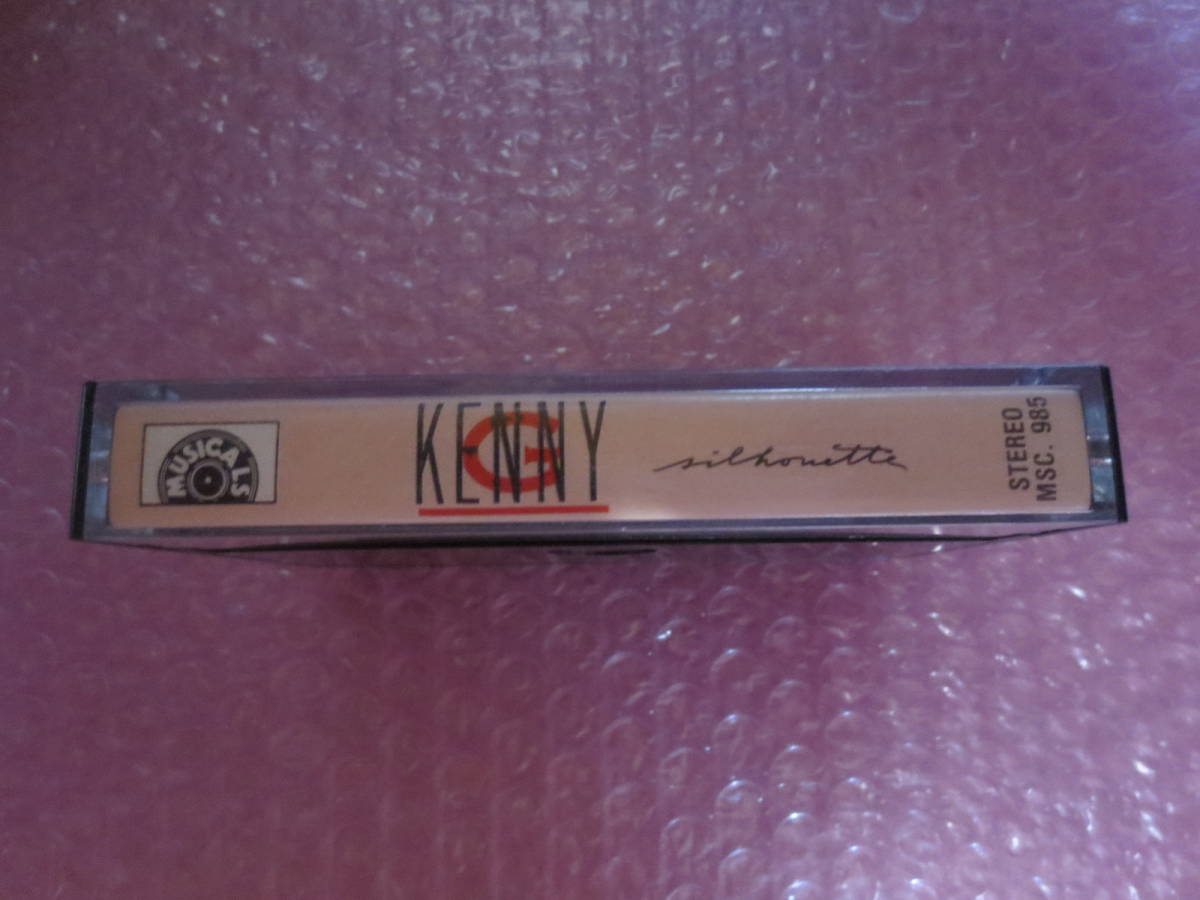 MUSICALS
KENNY
G
silhouette
STEREO
MSC. 985